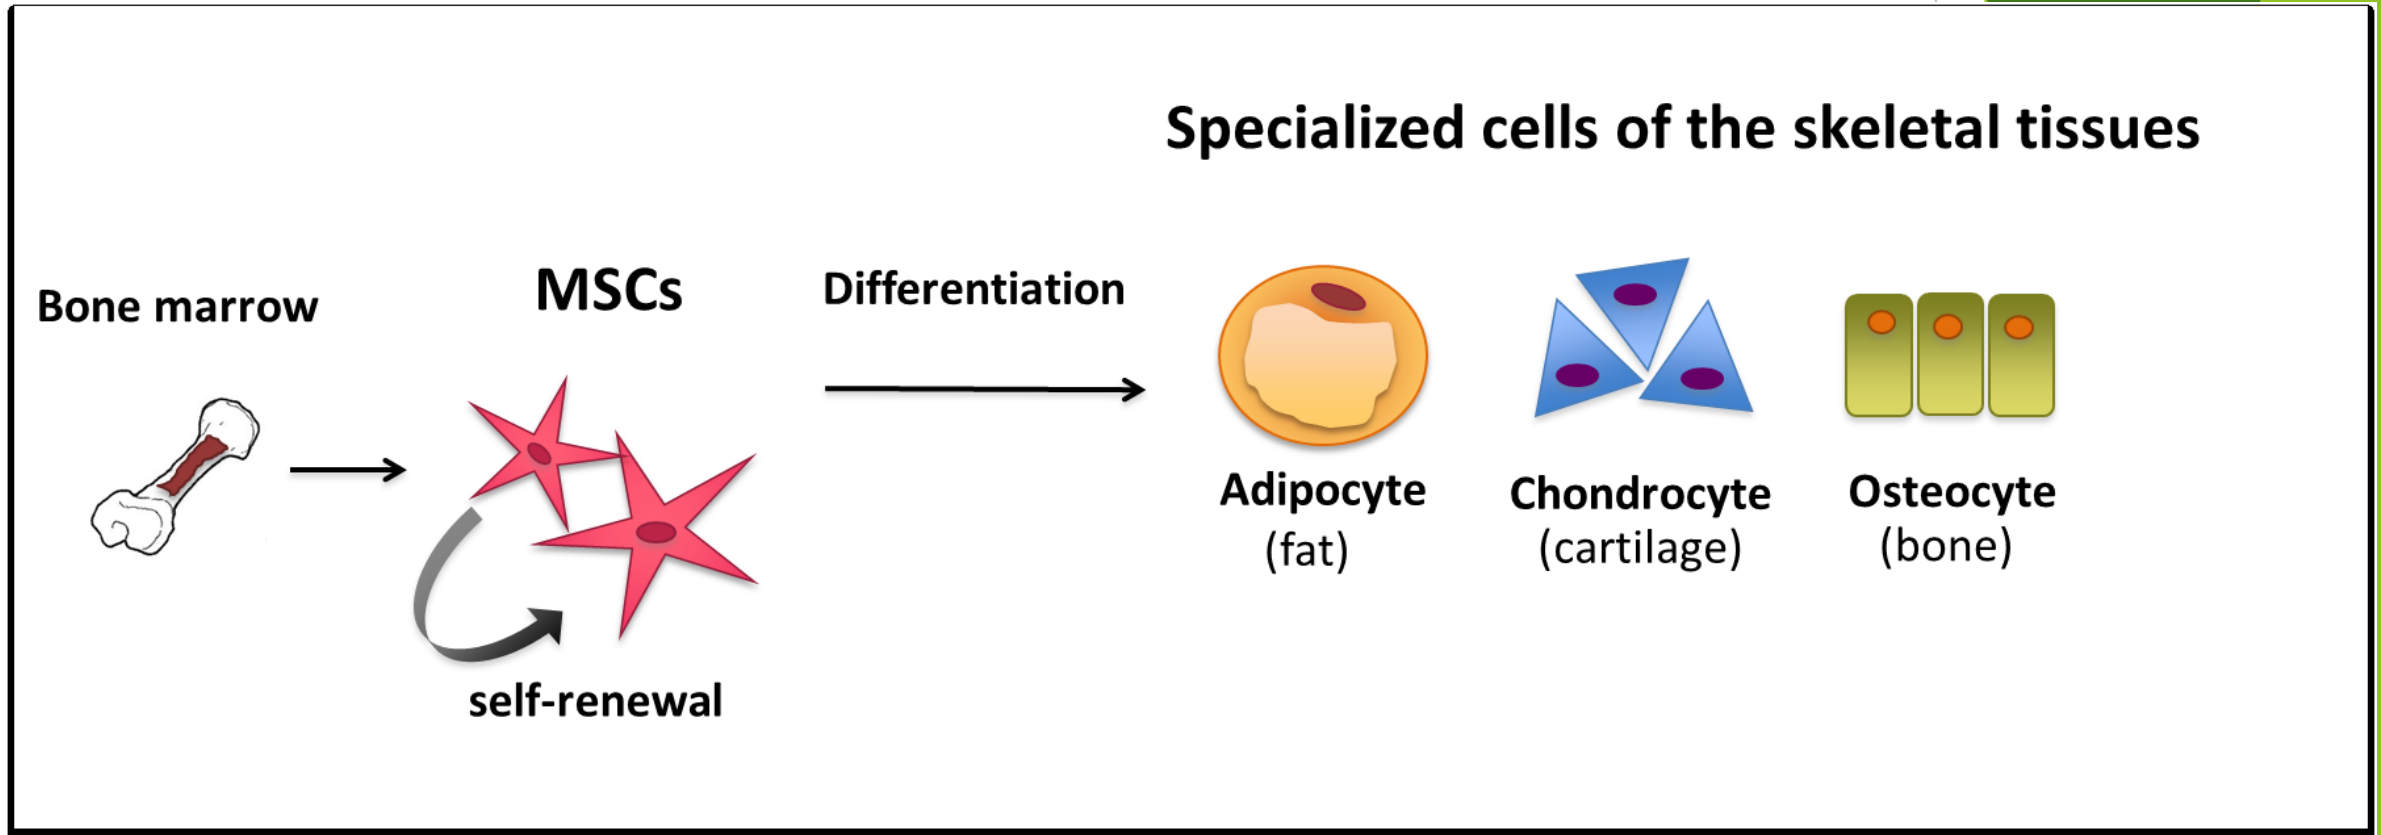 Specialized cells of the skeletal tissues
Bone marrow
MSCs
Differentiation
self-renewal
Adipocyte
(fat)
Chondrocyte
(cartilage)
Osteocyte
(bone)